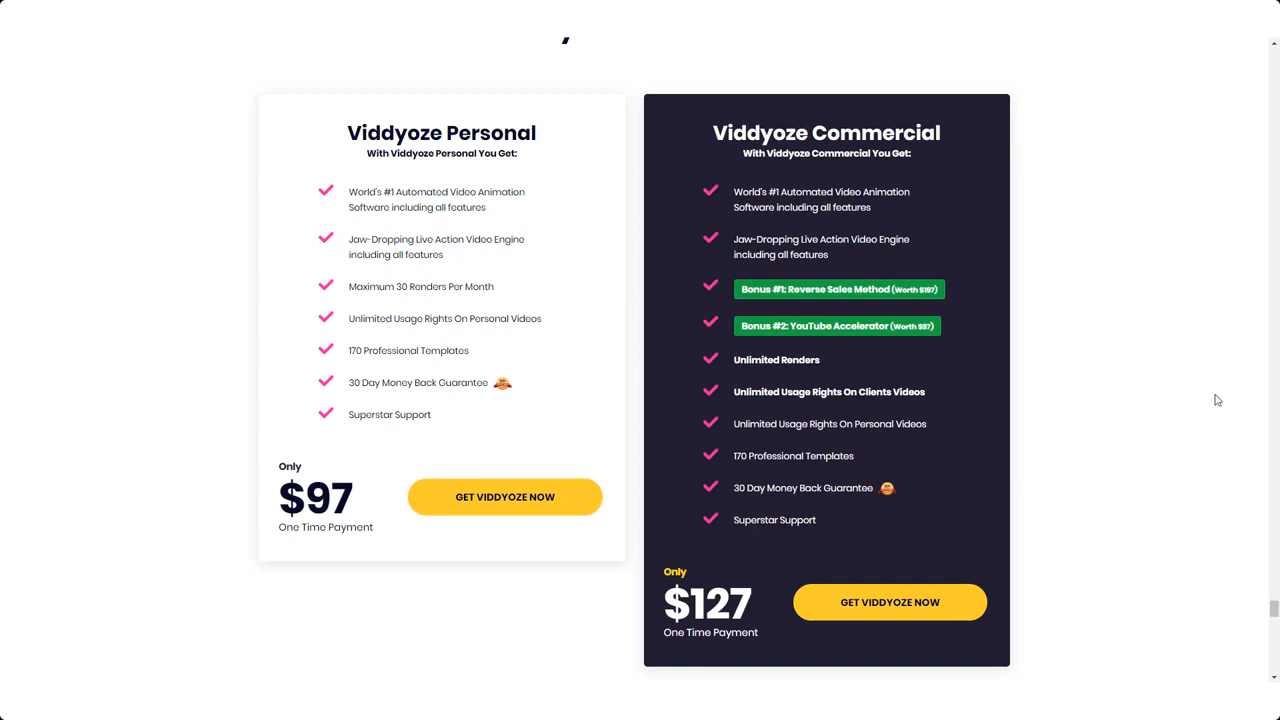 Viddyoze Personal
With Viddyoze Personal You Get:
World's #1 Automated Video Animation
Software including all features
Jaw-Dropping Live Action Video Engine
including all features
Maximum 30 Renders Per Month
Unlimited Usage Rights On Personal Videos
170 Professional Templates
30 Day Money Back Guarantee
Superstar Support
Only
$97
One Time Payment
GET VIDDYOZE NOW
Viddyoze Commercial
With Viddyoze Commercial You Get:
World's #1 Automated Video Animation
Software including all features
Jaw-Dropping Live Action Video Engine
including all features
Bonus #1: Reverse Sales Method (Worth $197)
Bonus #2: YouTube Accelerator (Worth $97)
Unlimited Renders
Unlimited Usage Rights On Clients Videos
Unlimited Usage Rights On Personal Videos
170 Professional Templates
30 Day Money Back Guarantee
Superstar Support
Only
$127
One Time Payment
GET VIDDYOZE NOW